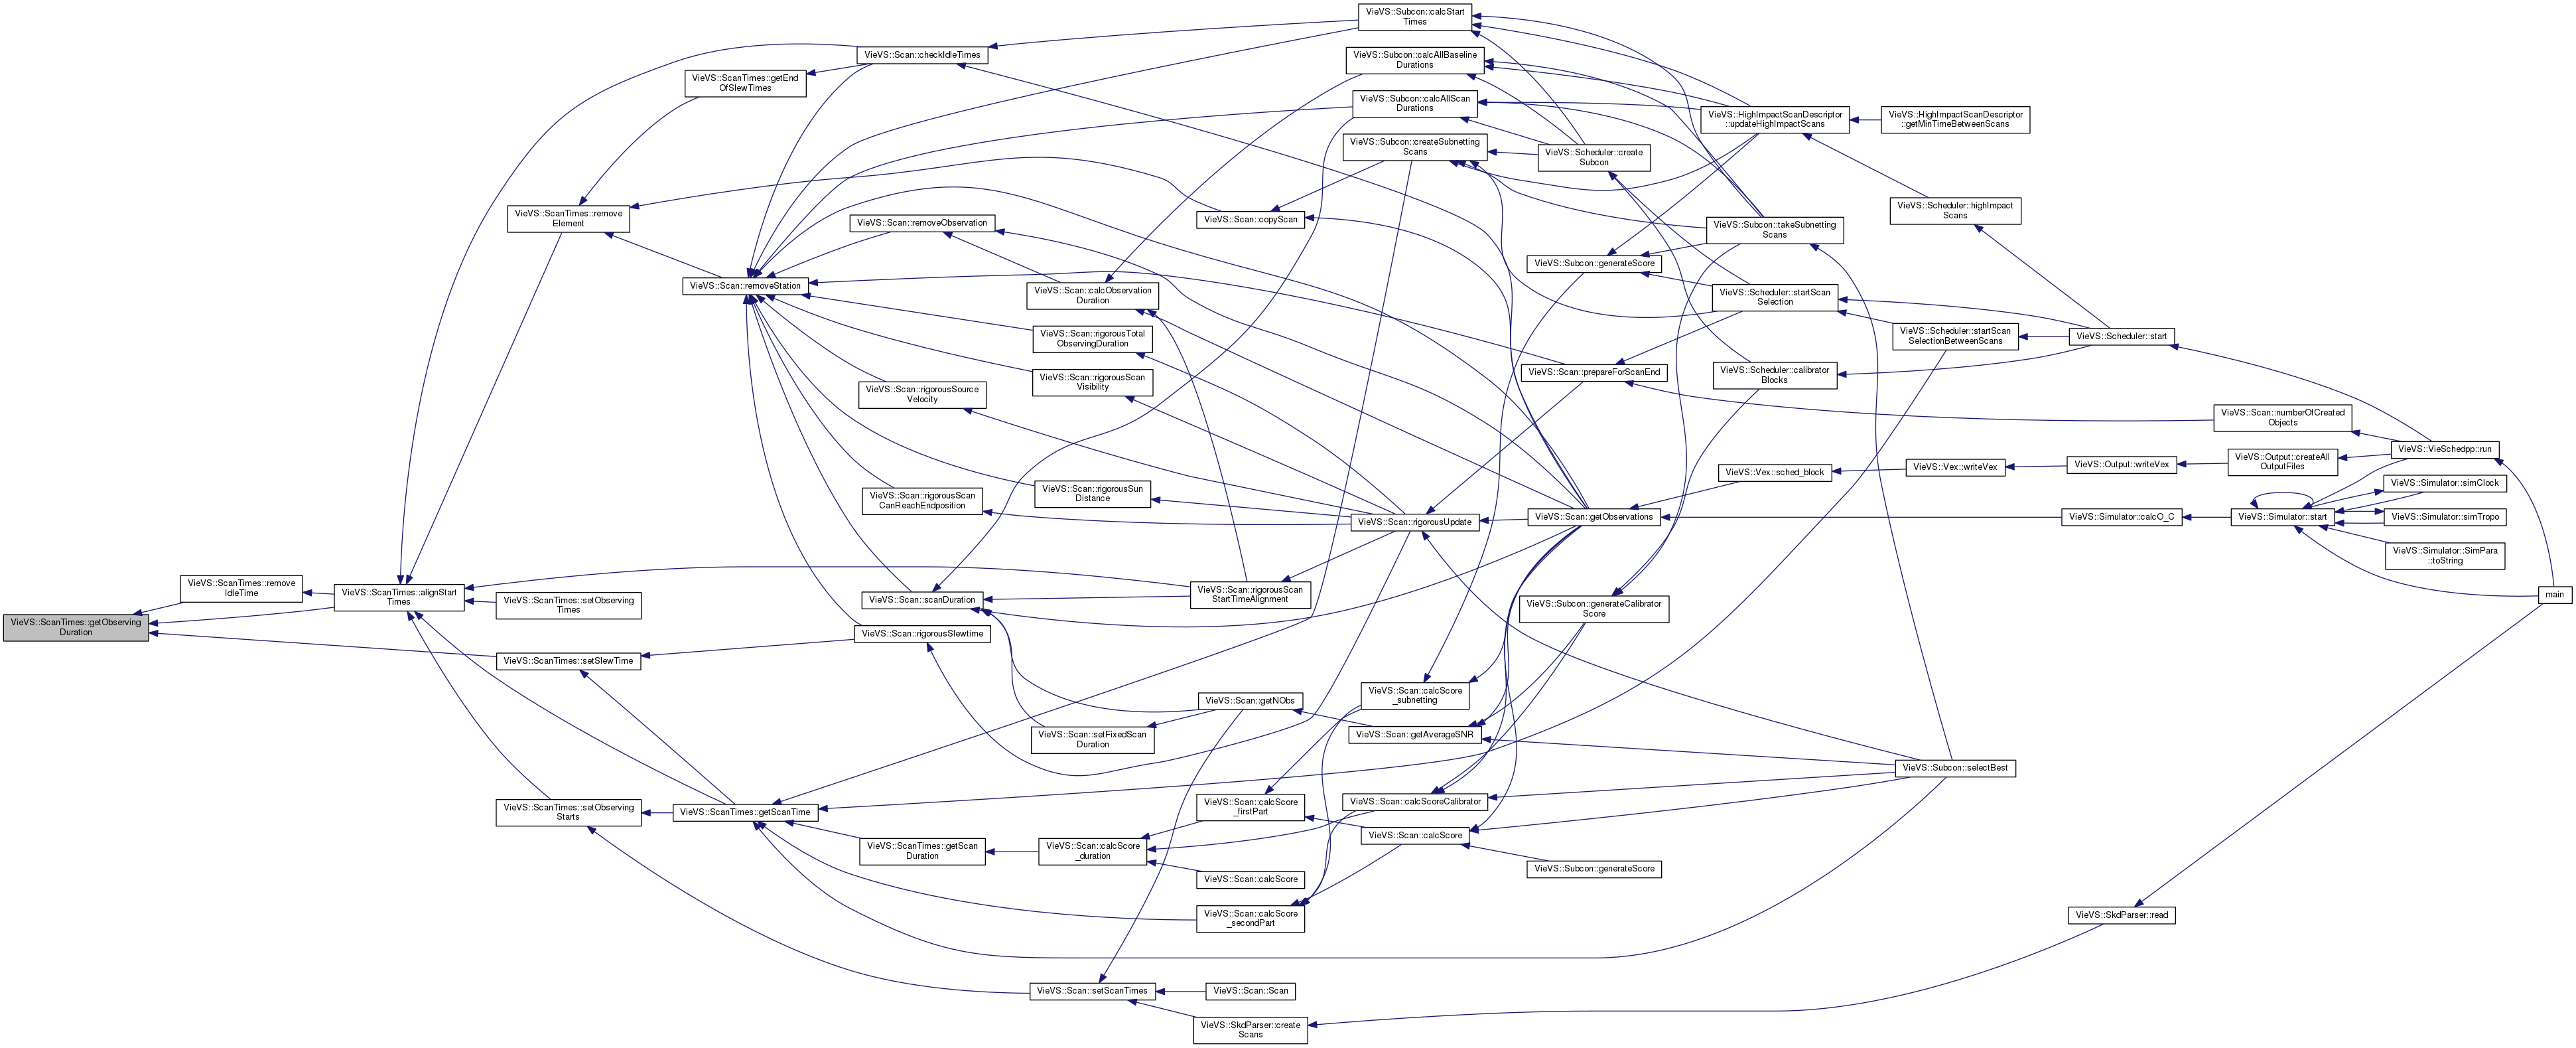 VieVS::ScanTimes::getObserving
Duration
VieVS::ScanTimes::remove
IdleTime
VieVS::ScanTimes::alignStart
Times
VieVS::ScanTimes::remove
Element
VieVS::ScanTimes::setObserving
Times
VieVS::ScanTimes::setSlewTime
VieVS::ScanTimes::setObserving
Starts
VieVS::ScanTimes::getEnd
OfSlewTimes
VieVS::Scan::removeStation
VieVS::ScanTimes::getScanTime
VieVS::Scan::checkIdleTimes
VieVS::Scan::removeObservation
VieVS::Scan::rigorousSource
Velocity
VieVS::Scan::rigorousScan
CanReachEndposition
VieVS::Scan::scanDuration
VieVS::Scan::rigorousSlewtime
VieVS::ScanTimes::getScan
Duration
VieVS::Scan::calcObservation
Duration
VieVS::Scan::rigorousTotal
ObservingDuration
VieVS::Scan::rigorousScan
Visibility
VieVS::Scan::rigorousSun
Distance
VieVS::Scan::setFixedScan
Duration
VieVS::Scan::calcScore
_duration
VieVS::Scan::setScanTimes
VieVS::Scan::copyScan
VieVS::Scan::rigorousScan
StartTimeAlignment
VieVS::Scan::getNObs
VieVS::Scan::calcScore
_firstPart
VieVS::Scan::calcScore
VieVS::Scan::calcScore
_secondPart
VieVS::Scan::Scan
VieVS::SkdParser::create
Scans
VieVS::Subcon::calcStart
Times
VieVS::Subcon::calcAllBaseline
Durations
VieVS::Subcon::calcAllScan
Durations
VieVS::Subcon::createSubnetting
Scans
VieVS::Scan::rigorousUpdate
VieVS::Scan::calcScore
_subnetting
VieVS::Scan::getAverageSNR
VieVS::Scan::calcScoreCalibrator
VieVS::Scan::calcScore
VieVS::Scheduler::create
Subcon
VieVS::Subcon::generateScore
VieVS::Scan::prepareForScanEnd
VieVS::Scan::getObservations
VieVS::Subcon::generateCalibrator
Score
VieVS::Subcon::generateScore
VieVS::HighImpactScanDescriptor
::updateHighImpactScans
VieVS::Subcon::takeSubnetting
Scans
VieVS::Scheduler::startScan
Selection
VieVS::Scheduler::calibrator
Blocks
VieVS::Vex::sched_block
VieVS::HighImpactScanDescriptor
::getMinTimeBetweenScans
VieVS::Scheduler::highImpact
Scans
VieVS::Scheduler::startScan
SelectionBetweenScans
VieVS::Vex::writeVex
VieVS::Subcon::selectBest
VieVS::Scheduler::start
VieVS::Output::writeVex
VieVS::Simulator::calcO_C
VieVS::SkdParser::read
VieVS::Scan::numberOfCreated
Objects
VieVS::Output::createAll
OutputFiles
VieVS::Simulator::start
VieVS::VieSchedpp::run
VieVS::Simulator::simClock
VieVS::Simulator::simTropo
VieVS::Simulator::SimPara
::toString
main